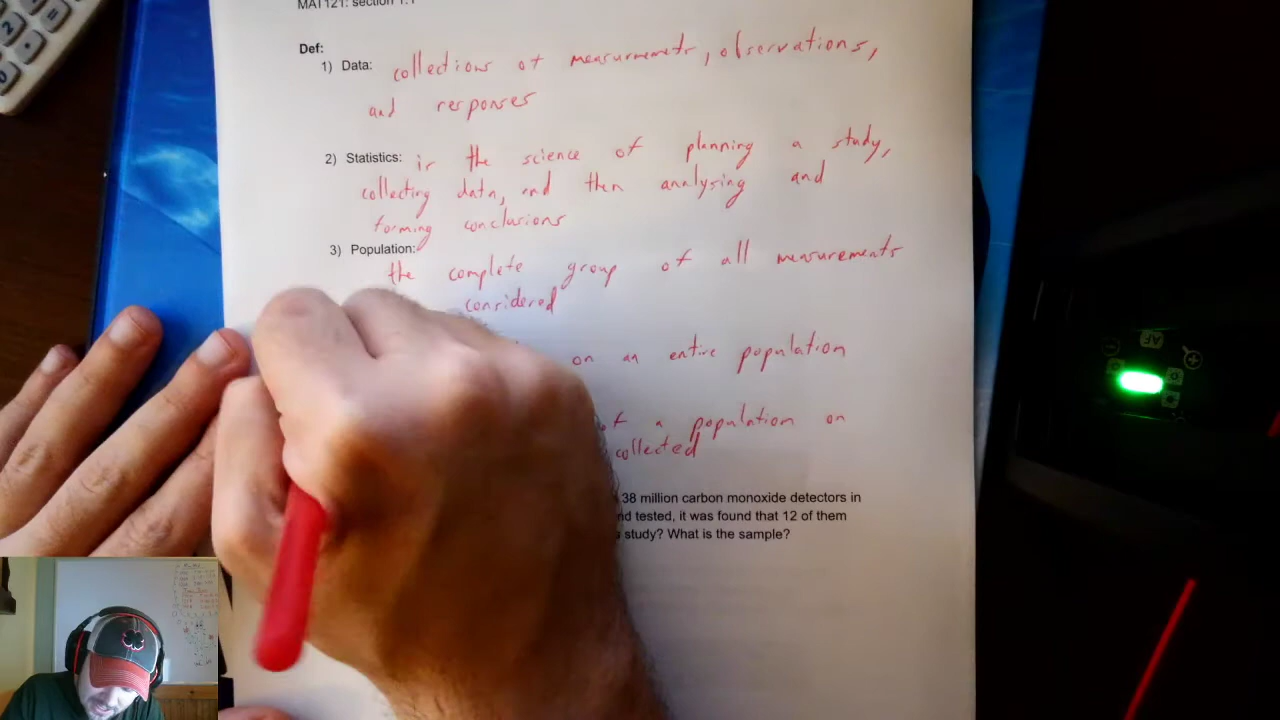 MAT121: section 1.1
Def:
1) Data: collections of measurnemetr, observations,
and responses
2) Statistics: is the science of planning a study,
collecting data, and then analysing and
forming conclusions
3) Population:
the complete group of all measurements
considered
on an entire population
of a population on
collected
38 million carbon monoxide detectors in
nd tested, it was found that 12 of them
study? What is the sample?
AF